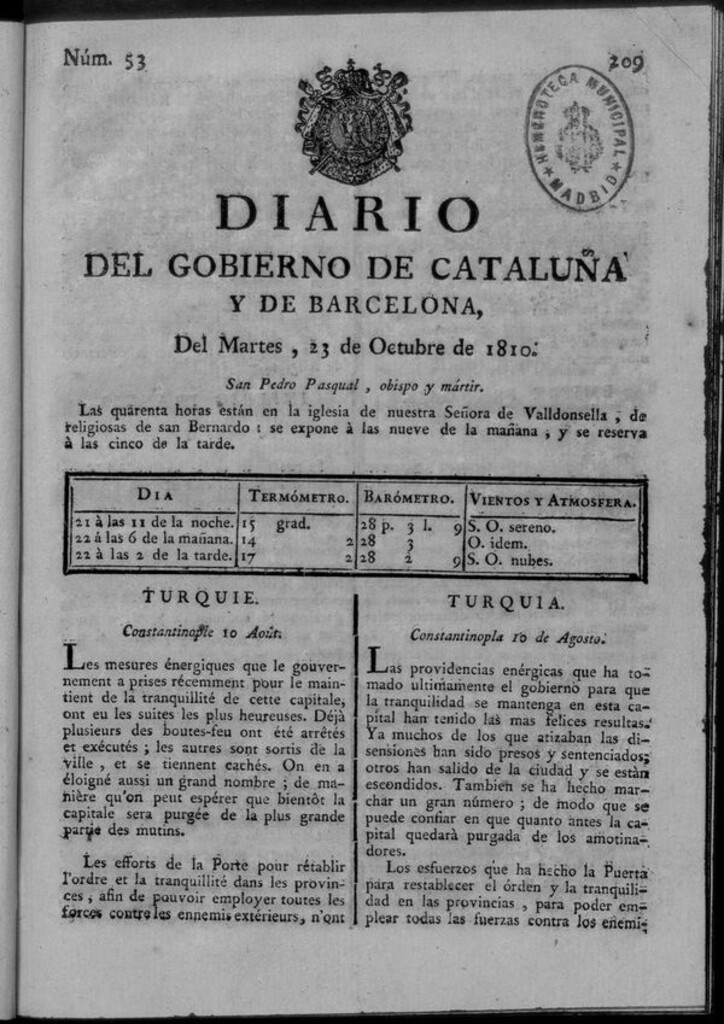 Núm. 53
209
HEMEROTECA MUNICIPAL
★ MADRID ★
DIARIO
DEL GOBIERNO DE CATALUÑA
Y DE BARCELONA,
Del Martes, 23 de Octubre de 1810.
San Pedro Pasqual, obispo y mártir.
Las quarenta horas están en la iglesia de nuestra Señora de Valldonsella, de
religiosas de san Bernardo : se expone à las nueve de la mañana, y se reserva
à las cinco de la tarde.
DIA TERMÓMETRO. BARÓMETRO. VIENTOS Y ATMOSFERA.
21 à las 11 de la noche. 15 grad. 28 p. 3 l. 9 S. O. sereno.
22 á las 6 de la mañana. 14 2 28 3 O. idem.
22 à las 2 de la tarde. 17 2 28 2 9 S. O. nubes.
TURQUIE.
Constantinople 10 Août.
Les mesures énergiques que le gouver-
nement a prises récemment pour le main-
tient de la tranquillité de cette capitale,
ont eu les suites les plus heureuses. Déjà
plusieurs des boutes-feu ont été arrêtés
et exécutés ; les autres sont sortis de la
ville, et se tiennent cachés. On en a
éloigné aussi un grand nombre ; de ma-
nière qu'on peut espérer que bientôt la
capitale sera purgée de la plus grande
partie des mutins.
Les efforts de la Porte pour rétablir
l'ordre et la tranquillité dans les provin-
ces, afin de pouvoir employer toutes les
forces contre les ennemis extérieurs, n'ont
TURQUIA.
Constantinopla 10 de Agosto.
Las providencias enérgicas que ha to-
mado ultimamente el gobierno para que
la tranquilidad se mantenga en esta ca-
pital han tenido las mas felices resultas.
Ya muchos de los que atizaban las di-
sensiones han sido presos y sentenciados;
otros han salido de la ciudad y se están
escondidos. Tambien se ha hecho mar-
char un gran número ; de modo que se
puede confiar en que quanto antes la ca-
pital quedará purgada de los amotina-
dores.
Los esfuerzos que ha hecho la Puerta
para restablecer el órden y la tranquili-
dad en las provincias, para poder em-
plear todas las fuerzas contra los enemi-